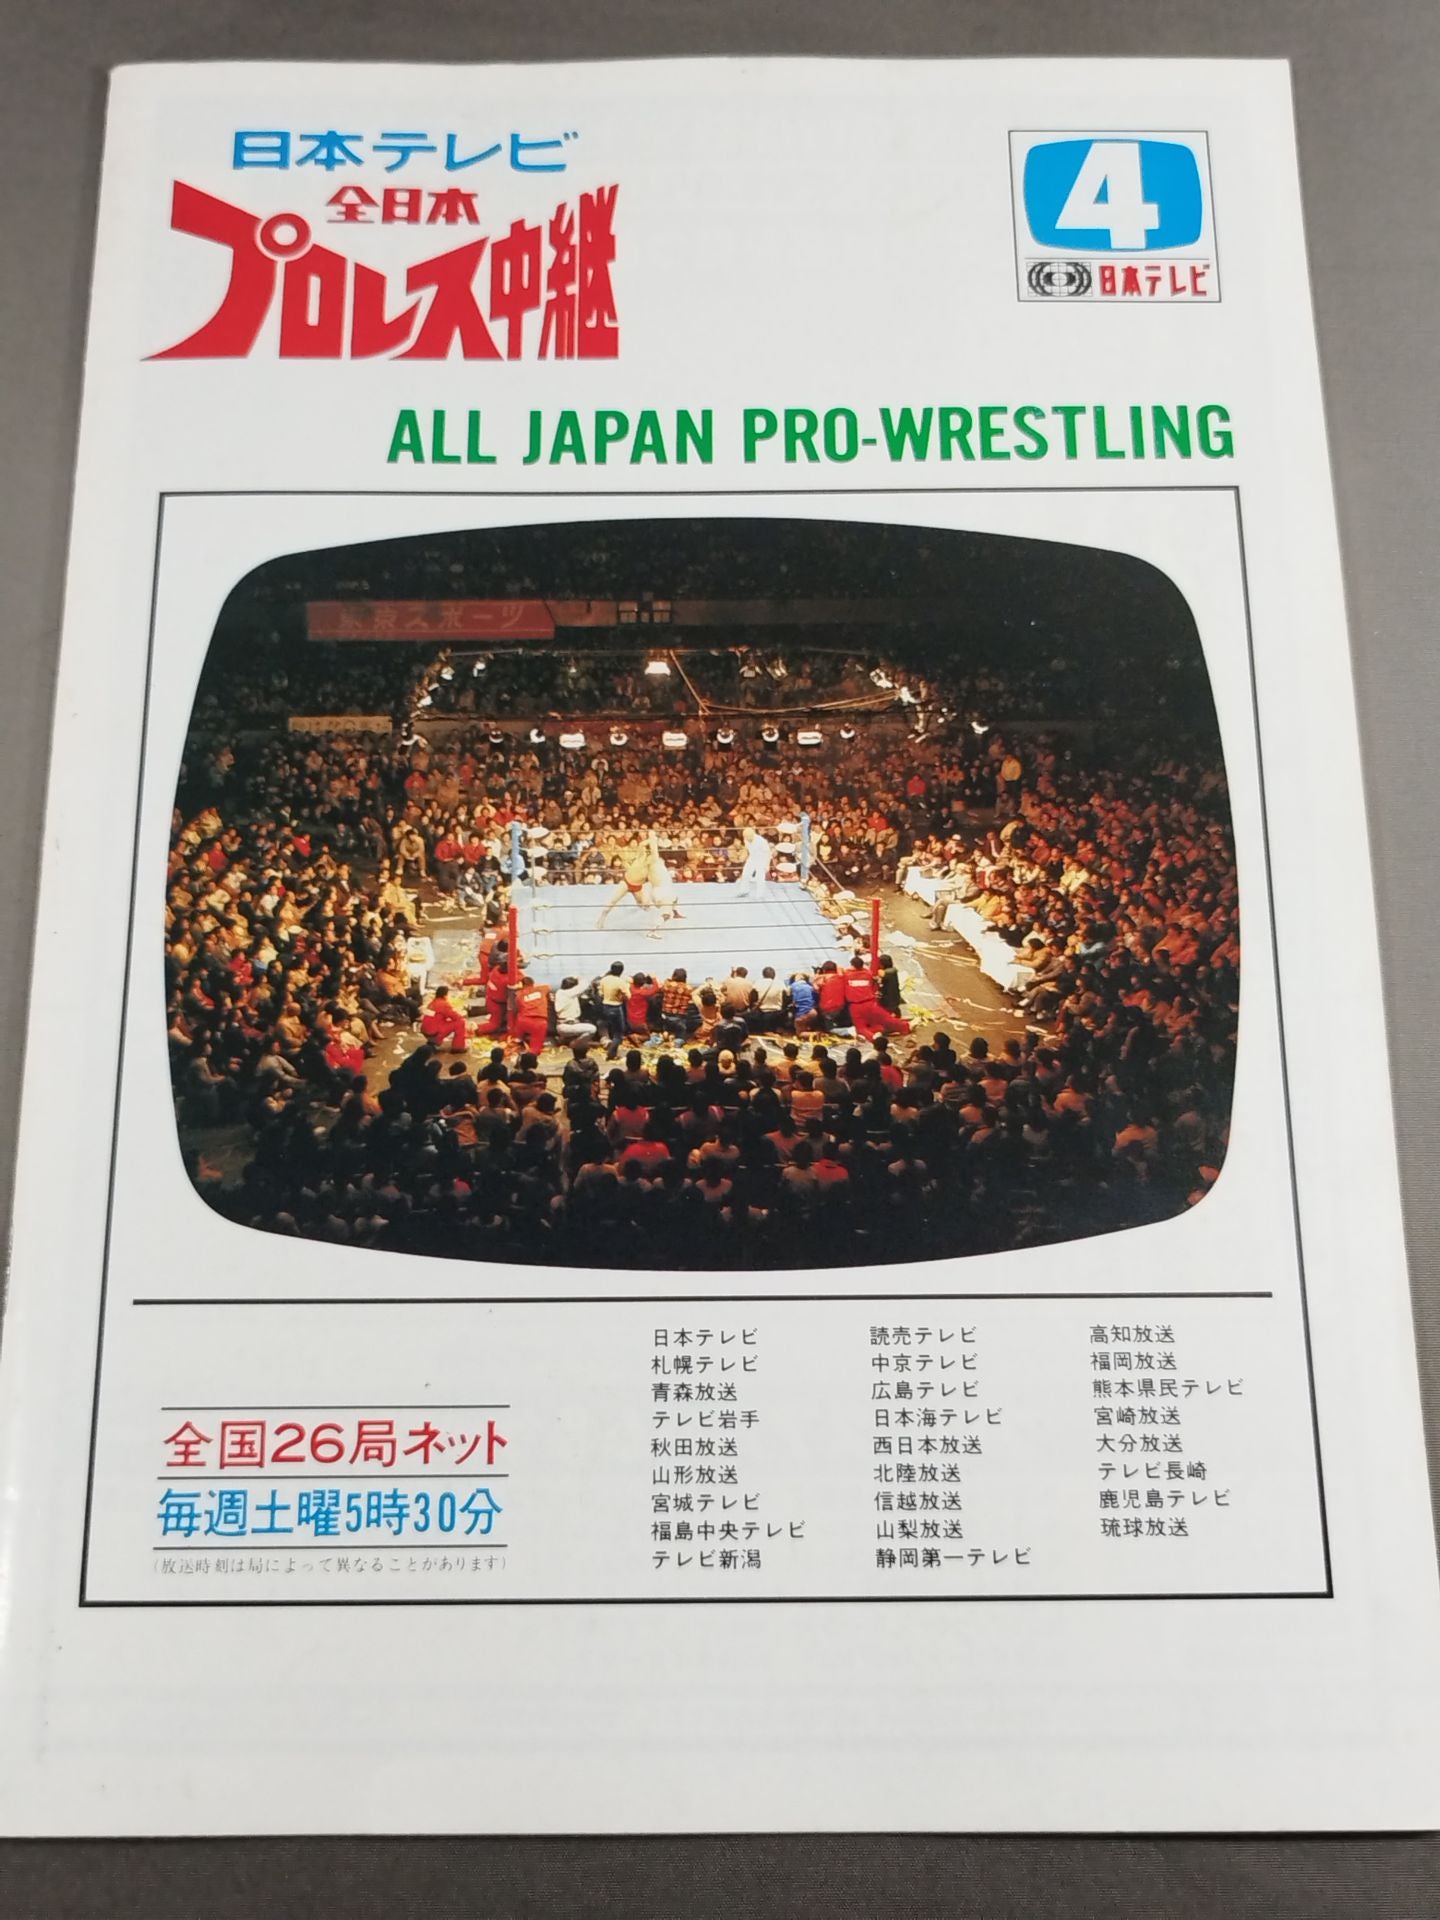 日本テレビ
全日本
プロレス中継
4
日本テレビ
ALL JAPAN PRO-WRESTLING
東京スポーツ
全国26局ネット
毎週土曜5時30分
(放送時刻は局によって異なることがあります)
日本テレビ
札幌テレビ
青森放送
テレビ岩手
秋田放送
山形放送
宮城テレビ
福島中央テレビ
テレビ新潟
読売テレビ
中京テレビ
広島テレビ
日本海テレビ
西日本放送
北陸放送
信越放送
山梨放送
静岡第一テレビ
高知放送
福岡放送
熊本県民テレビ
宮崎放送
大分放送
テレビ長崎
鹿児島テレビ
琉球放送